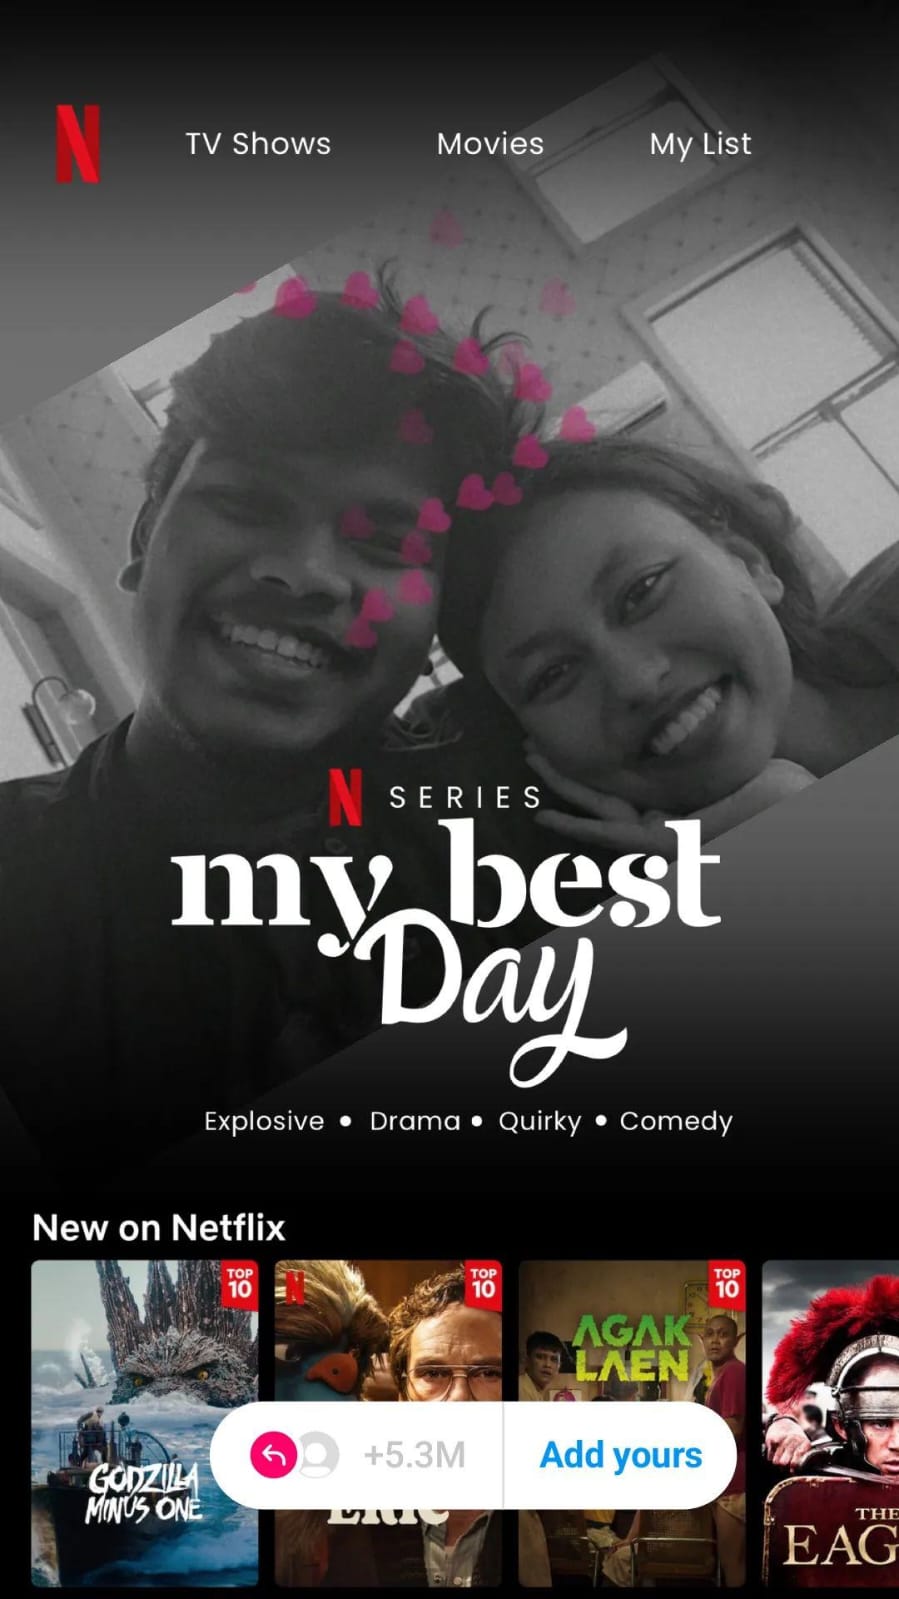 N TV Shows Movies My List
N SERIES
my best
Day
Explosive • Drama • Quirky • Comedy
New on Netflix
TOP 10
N
TOP 10
TOP 10
AGAK
LAEN
+5.3M Add yours
GODZILLA
MINUS ONE
ERIC
THE
EAG